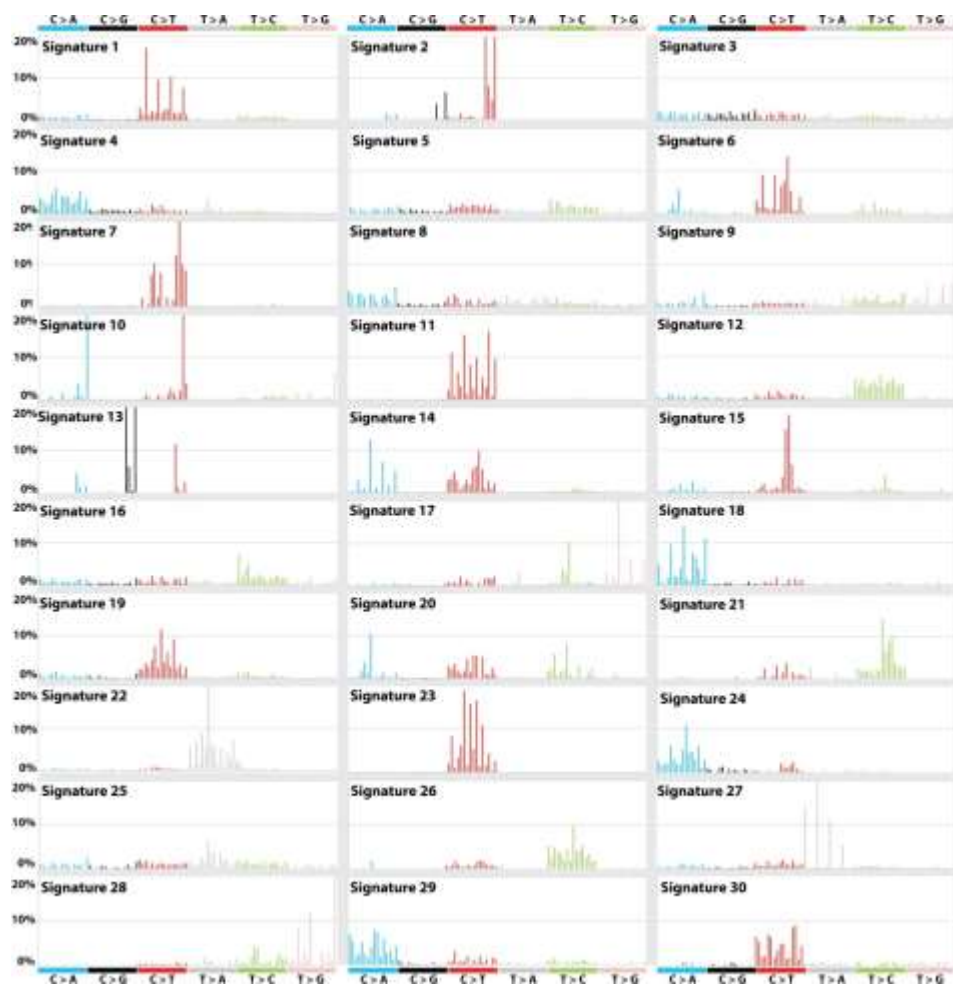 C>A C>G C>T T>A T>C T>G C>A C>G C>T T>A T>C T>G C>A C>G C>T T>A T>C T>G
20% Signature 1 Signature 2 Signature 3
10%
0%
20% Signature 4 Signature 5 Signature 6
10%
0%
20% Signature 7 Signature 8 Signature 9
10%
0%
20% Signature 10 Signature 11 Signature 12
10%
0%
20% Signature 13 Signature 14 Signature 15
10%
0%
20% Signature 16 Signature 17 Signature 18
10%
0%
20% Signature 19 Signature 20 Signature 21
10%
0%
20% Signature 22 Signature 23 Signature 24
10%
0%
20% Signature 25 Signature 26 Signature 27
10%
0%
20% Signature 28 Signature 29 Signature 30
10%
0%
C>A C>G C>T T>A T>C T>G C>A C>G C>T T>A T>C T>G C>A C>G C>T T>A T>C T>G